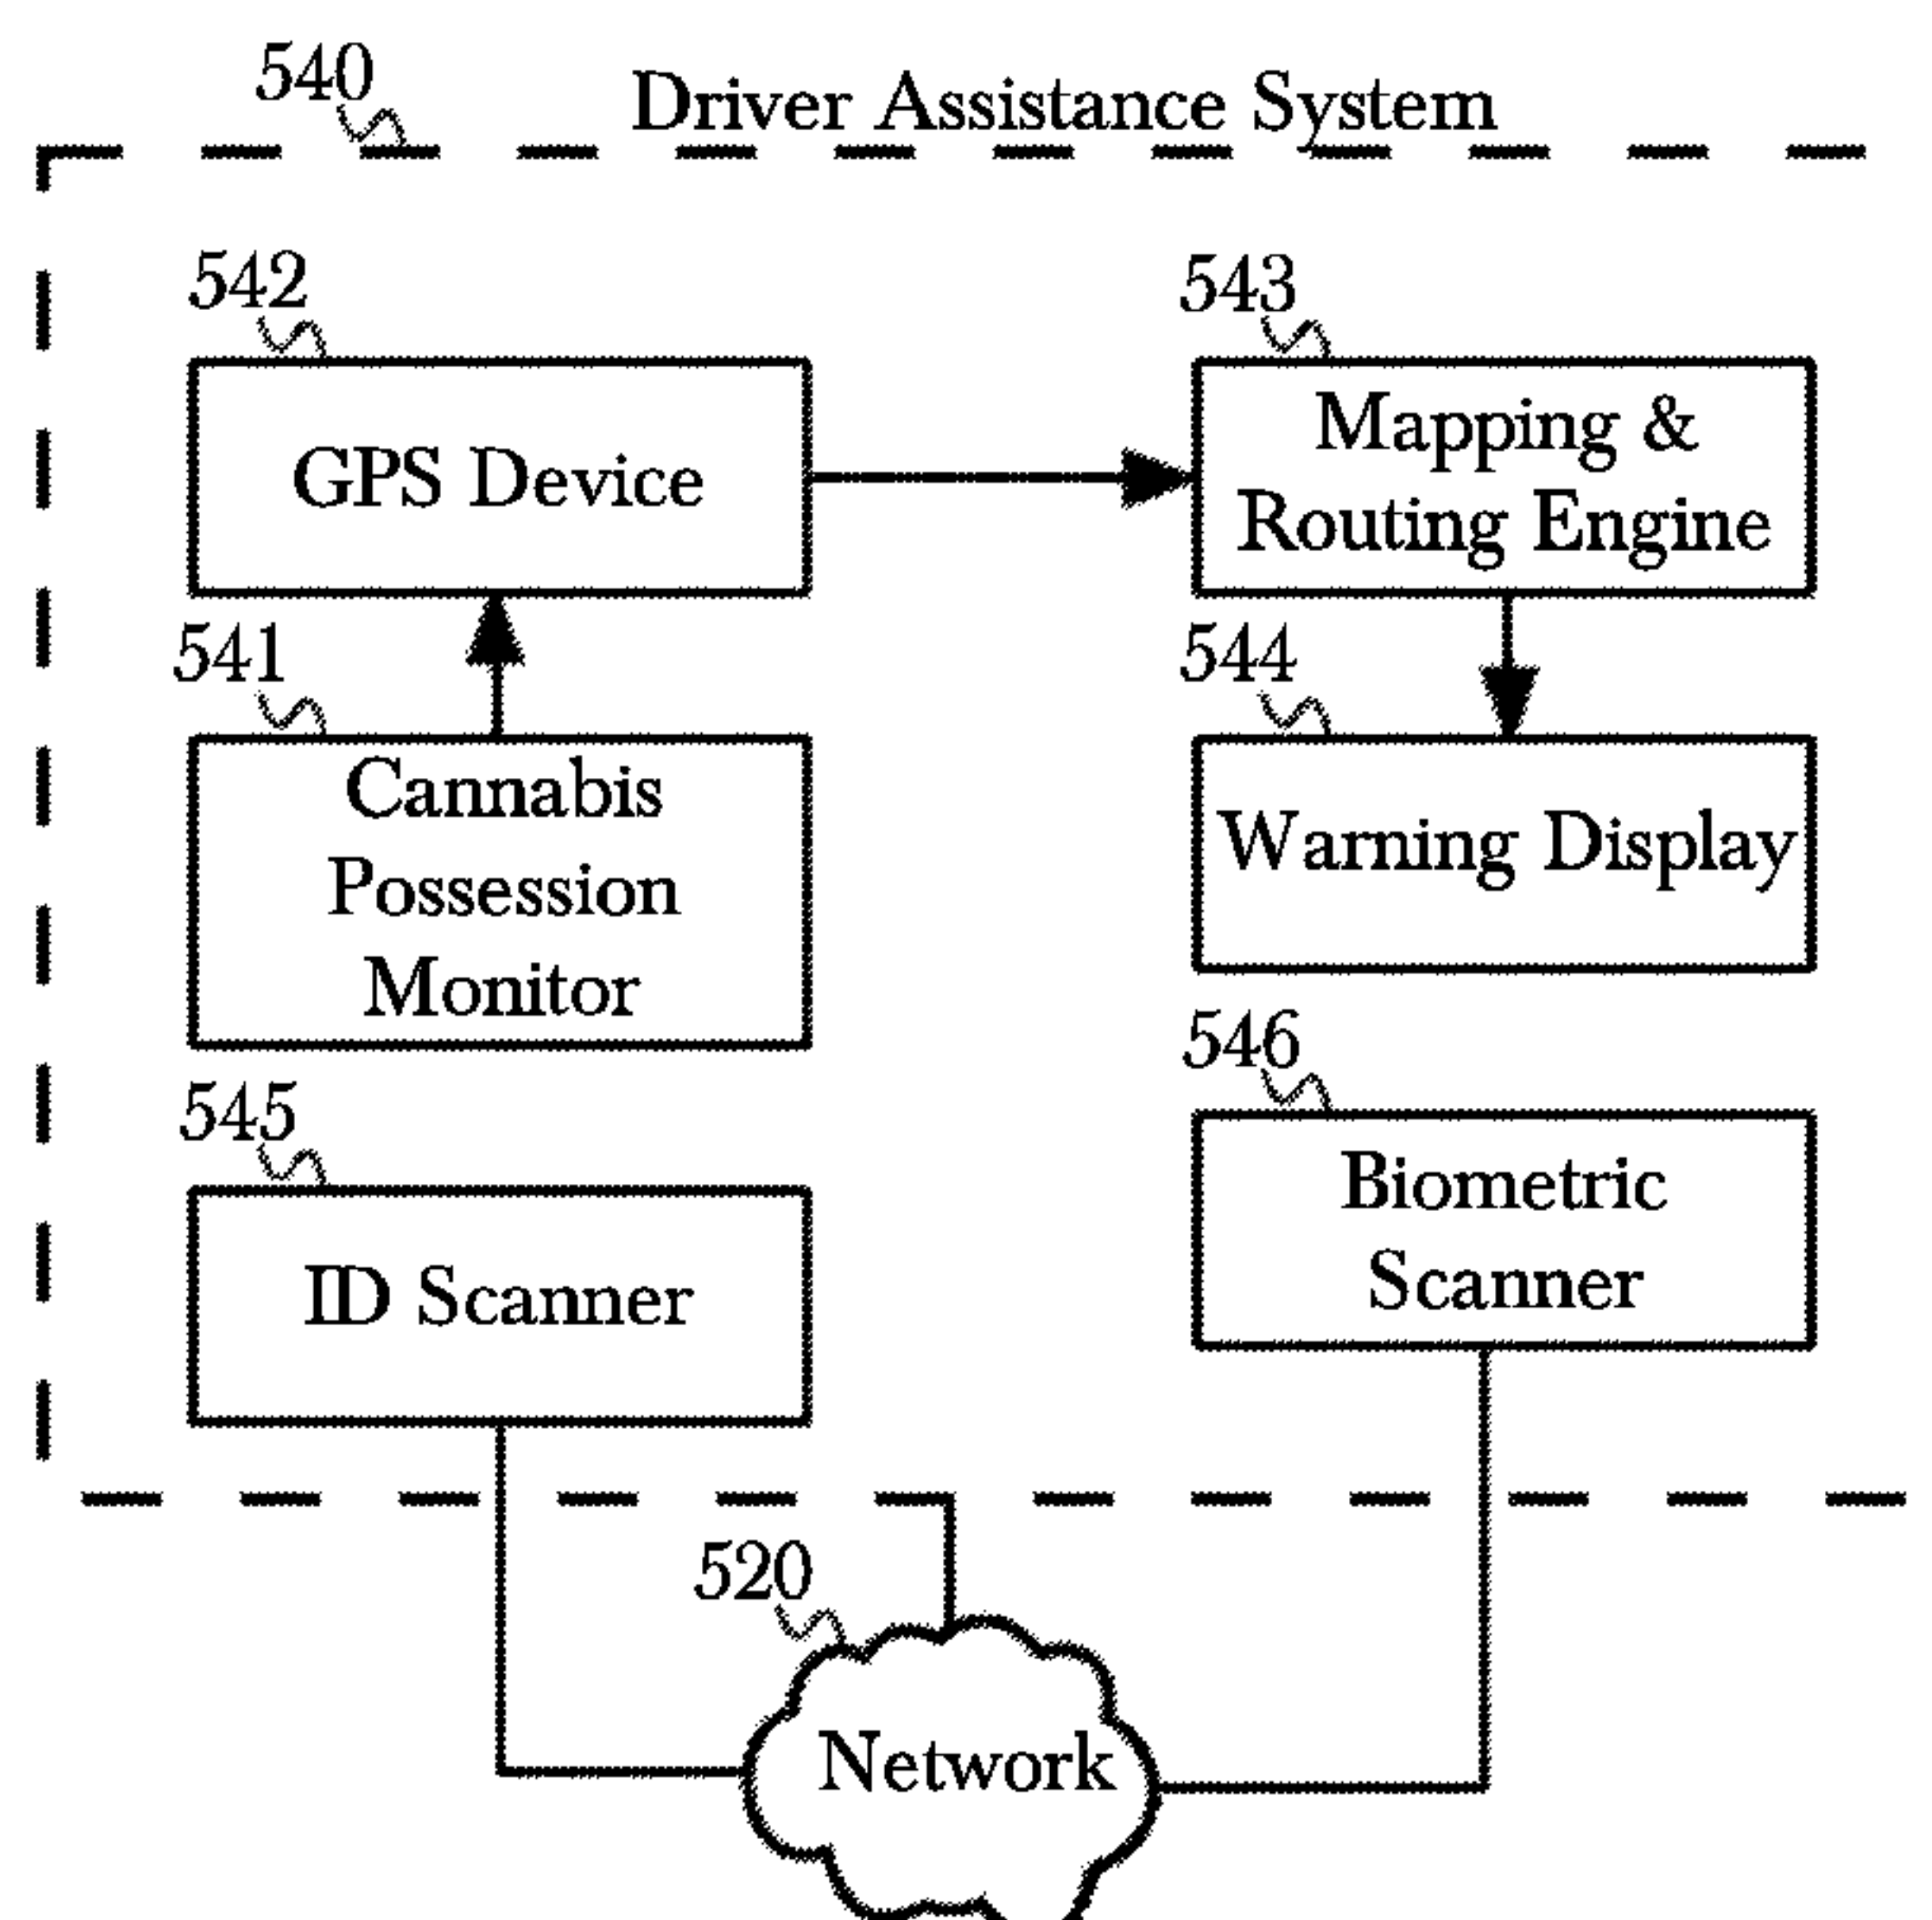 540
Driver Assistance System
542
GPS Device
543
Mapping &
Routing Engine
541
Cannabis
Possession
Monitor
544
Warning Display
545
ID Scanner
546
Biometric
Scanner
520
Network